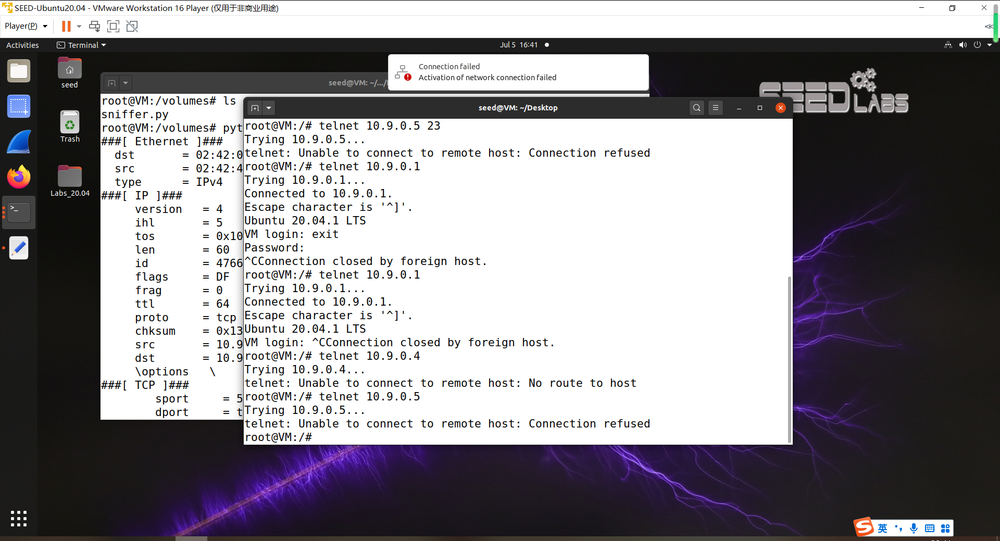 SEED-Ubuntu20.04 - VMware Workstation 16 Player (仅用于非商业用途)
Player(P)
Activities
Terminal
Jul 5 16:41
Connection failed
Activation of network connection failed
seed
Trash
Labs_20.04
SEEDLABS
seed@VM: ~/.../
root@VM:/volumes# ls
sniffer.py
root@VM:/volumes# pyt
###[ Ethernet ]###
dst = 02:42:0
src = 02:42:4
type = IPv4
###[ IP ]###
version = 4
ihl = 5
tos = 0x10
len = 60
id = 4766
flags = DF
frag = 0
ttl = 64
proto = tcp
chksum = 0x13
src = 10.9
dst = 10.9
\options \
###[ TCP ]###
sport = 5
dport = t
seed@VM: ~/Desktop
root@VM:/# telnet 10.9.0.5 23
Trying 10.9.0.5...
telnet: Unable to connect to remote host: Connection refused
root@VM:/# telnet 10.9.0.1
Trying 10.9.0.1...
Connected to 10.9.0.1.
Escape character is '^]'.
Ubuntu 20.04.1 LTS
VM login: exit
Password:
^CConnection closed by foreign host.
root@VM:/# telnet 10.9.0.1
Trying 10.9.0.1...
Connected to 10.9.0.1.
Escape character is '^]'.
Ubuntu 20.04.1 LTS
VM login: ^CConnection closed by foreign host.
root@VM:/# telnet 10.9.0.4
Trying 10.9.0.4...
telnet: Unable to connect to remote host: No route to host
root@VM:/# telnet 10.9.0.5
Trying 10.9.0.5...
telnet: Unable to connect to remote host: Connection refused
root@VM:/#
英